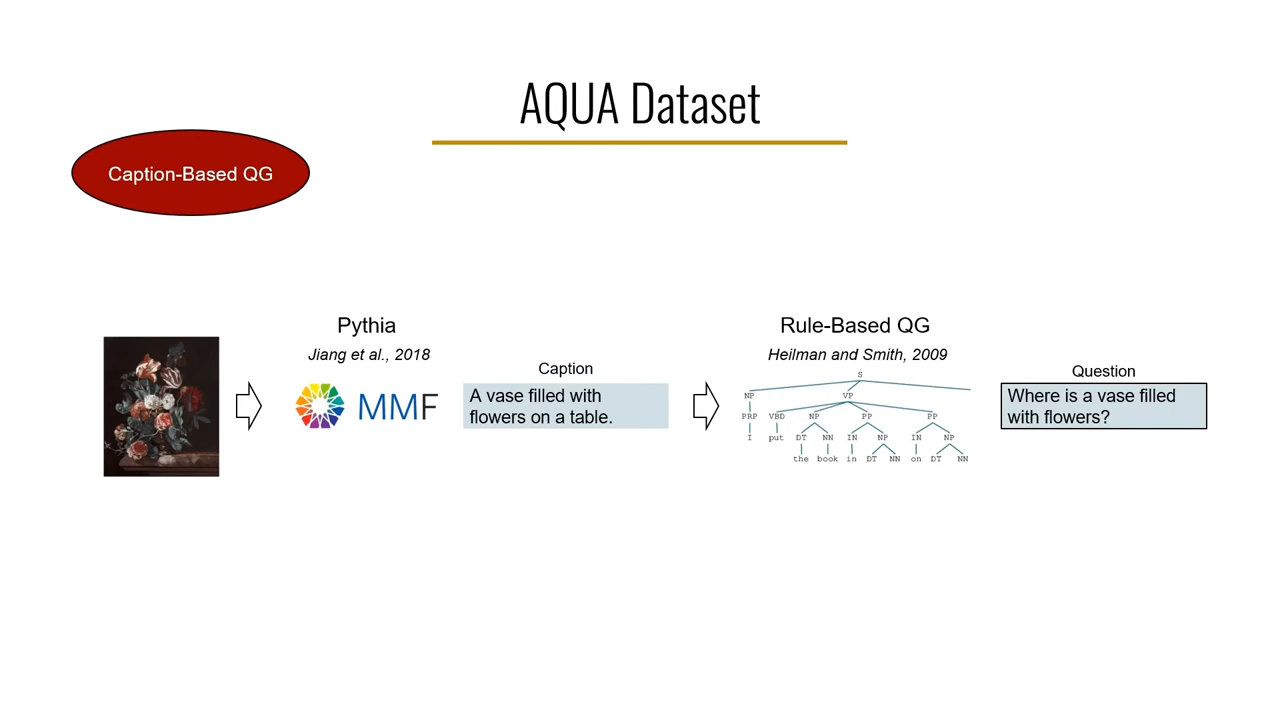 AQUA Dataset
Caption-Based QG
Pythia
Jiang et al., 2018
MMF
Caption
A vase filled with
flowers on a table.
Rule-Based QG
Heilman and Smith, 2009
S
NP VP
PRP VBD NP PP PP
I put DT NN IN NP IN NP
the book in DT NN on DT NN
Question
Where is a vase filled
with flowers?